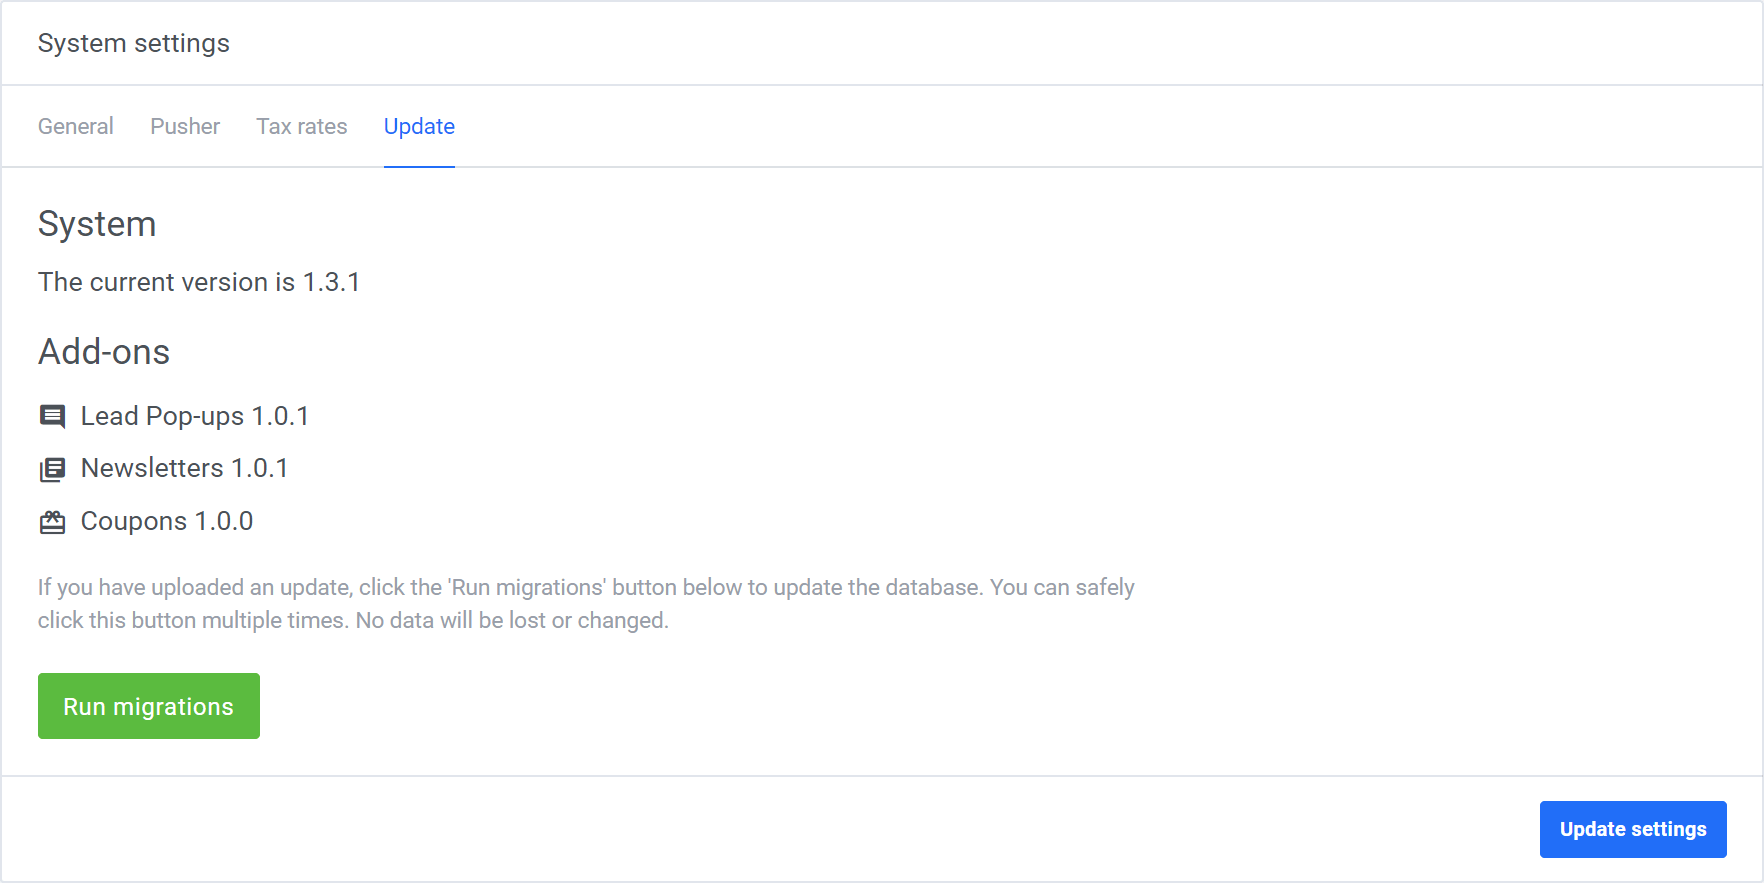 System settings
General Pusher Tax rates Update
System
The current version is 1.3.1
Add-ons
Lead Pop-ups 1.0.1
Newsletters 1.0.1
Coupons 1.0.0
If you have uploaded an update, click the 'Run migrations' button below to update the database. You can safely
click this button multiple times. No data will be lost or changed.
Run migrations
Update settings